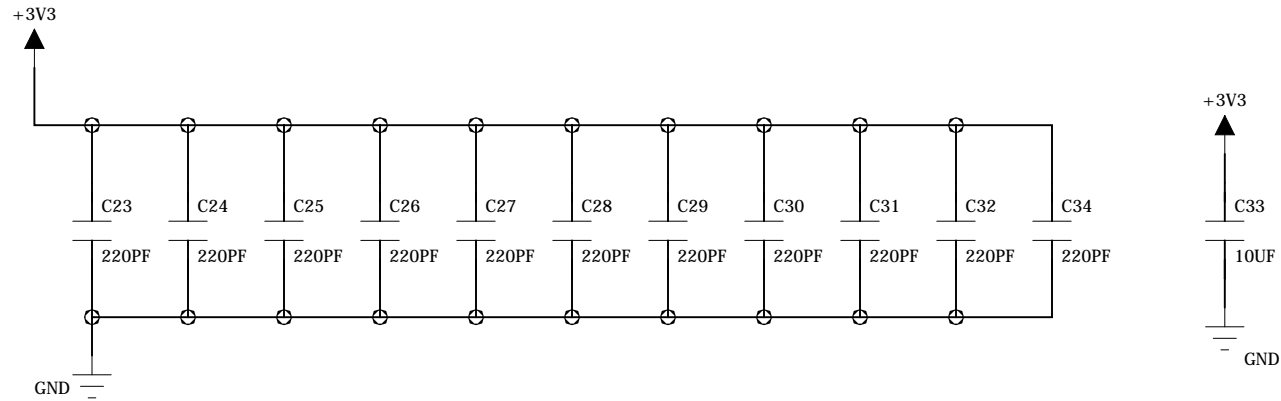 +3V3
+3V3
C23 C24 C25 C26 C27 C28 C29 C30 C31 C32 C34 C33
220PF 220PF 220PF 220PF 220PF 220PF 220PF 220PF 220PF 220PF 220PF 10UF
GND
GND